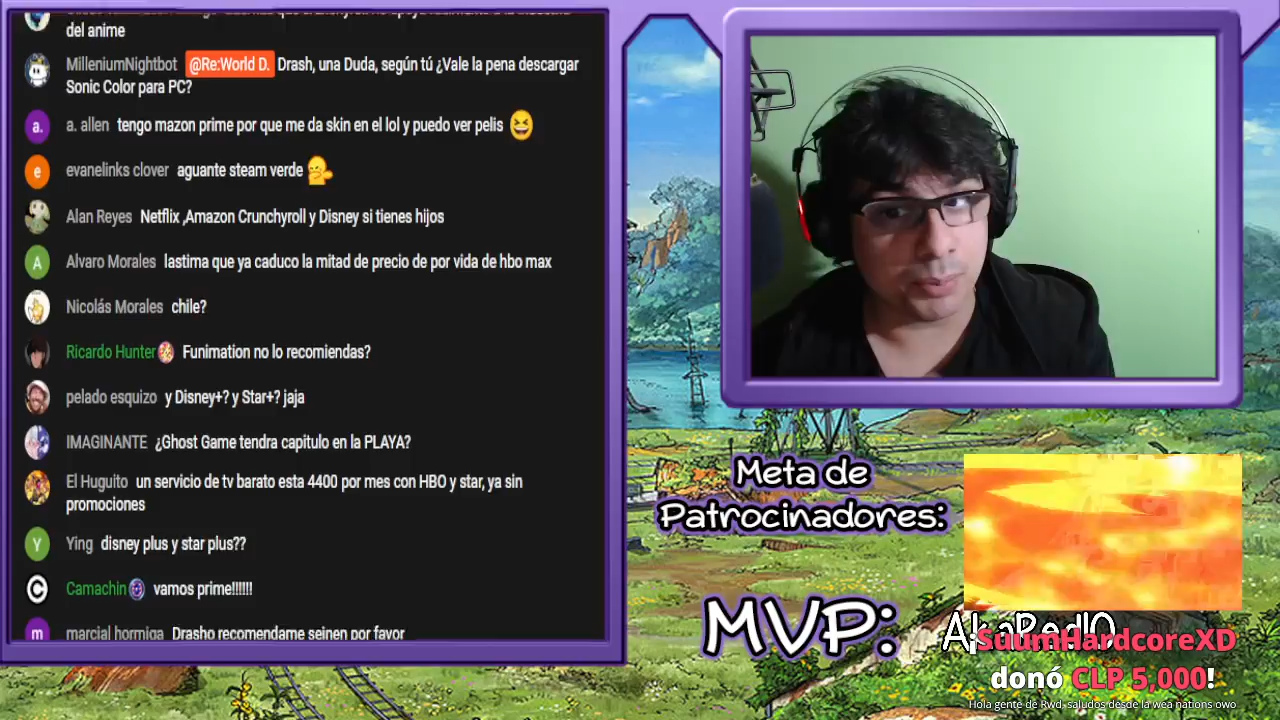 del anime
MilleniumNightbot @Re:World D. Drash, una Duda, según tú ¿Vale la pena descargar
Sonic Color para PC?
a. allen tengo mazon prime por que me da skin en el lol y puedo ver pelis
evanelinks clover aguante steam verde
Alan Reyes Netflix ,Amazon Crunchyroll y Disney si tienes hijos
Alvaro Morales lastima que ya caduco la mitad de precio de por vida de hbo max
Nicolás Morales chile?
Ricardo Hunter Funimation no lo recomiendas?
pelado esquizo y Disney+? y Star+? jaja
IMAGINANTE ¿Ghost Game tendra capitulo en la PLAYA?
El Huguito un servicio de tv barato esta 4400 por mes con HBO y star, ya sin
promociones
Ying disney plus y star plus??
Camachin vamos prime!!!!!!
marcial hormiga Drasho recomendame seinen por favor
Meta de
Patrocinadores:
MVP:
SuumHardcoreXD
donó CLP 5,000!
Hola gente de Rwd, saludos desde la wea nations owo